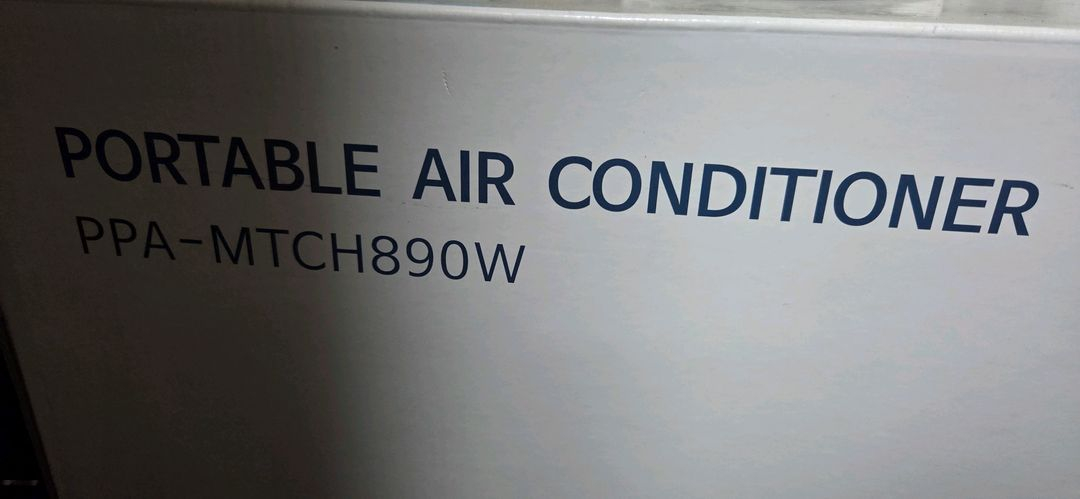 PORTABLE AIR CONDITIONER
PPA-MTCH890W